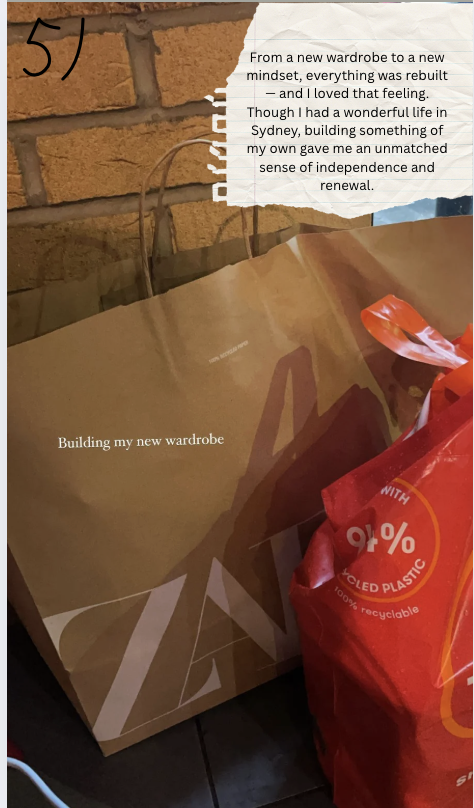 5)
From a new wardrobe to a new
mindset, everything was rebuilt
— and I loved that feeling.
Though I had a wonderful life in
Sydney, building something of
my own gave me an unmatched
sense of independence and
renewal.
Building my new wardrobe
ZA
WITH
94%
YCLED PLASTIC
100% recyclable